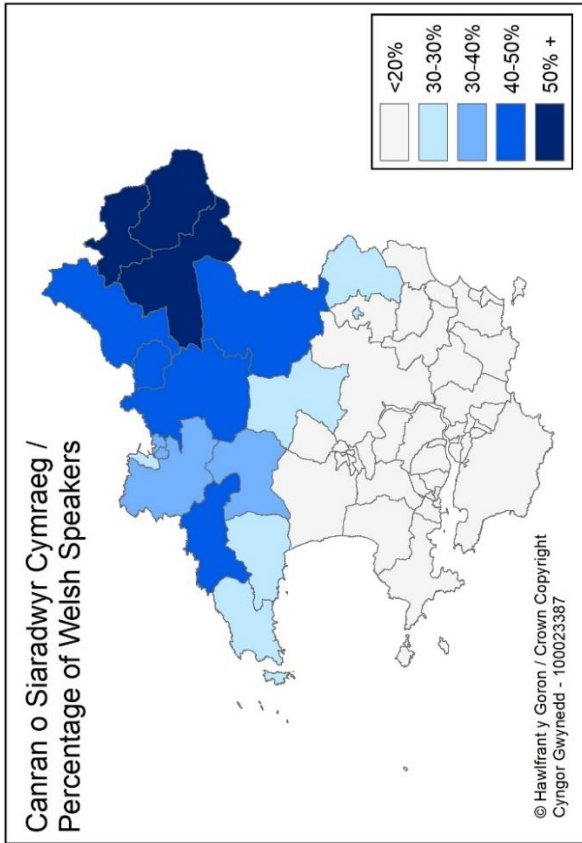 Canran o Siaradwyr Cymraeg /
Percentage of Welsh Speakers
<20%
30-30%
30-40%
40-50%
50% +
© Hawlfraint y Goron / Crown Copyright
Cyngor Gwynedd - 100023387